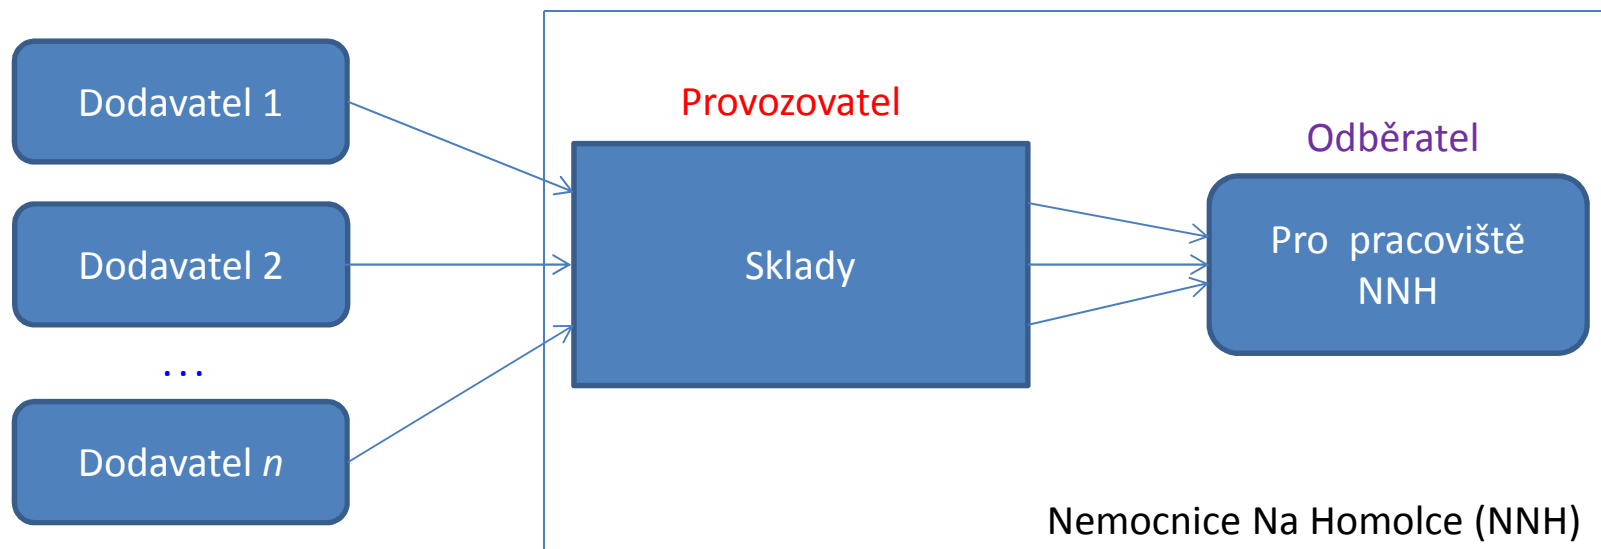 Dodavatel 1
Dodavatel 2
...
Dodavatel n
Provozovatel
Sklady
Odběratel
Pro pracoviště
NNH
Nemocnice Na Homolce (NNH)